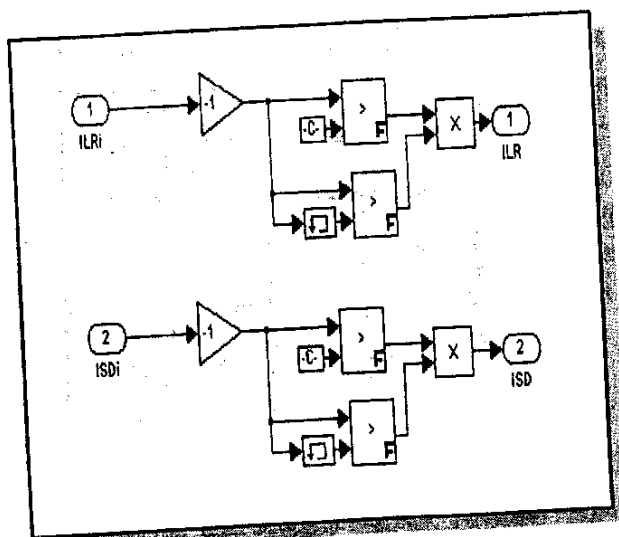 1
ILRi
-1
>
F
-C-
X
1
ILR
>
F
2
ISDi
-1
>
F
-C-
X
2
ISD
>
F